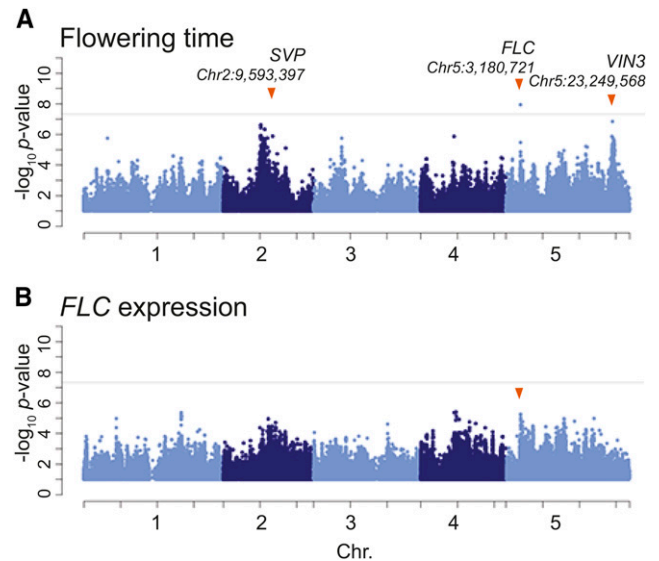 A
Flowering time
SVP
Chr2:9,593,397
FLC
Chr5:3,180,721
VIN3
Chr5:23,249,568
-log10 p-value
0 2 4 6 8 10
1 2 3 4 5
B
FLC expression
-log10 p-value
0 2 4 6 8 10
1 2 3 4 5
Chr.